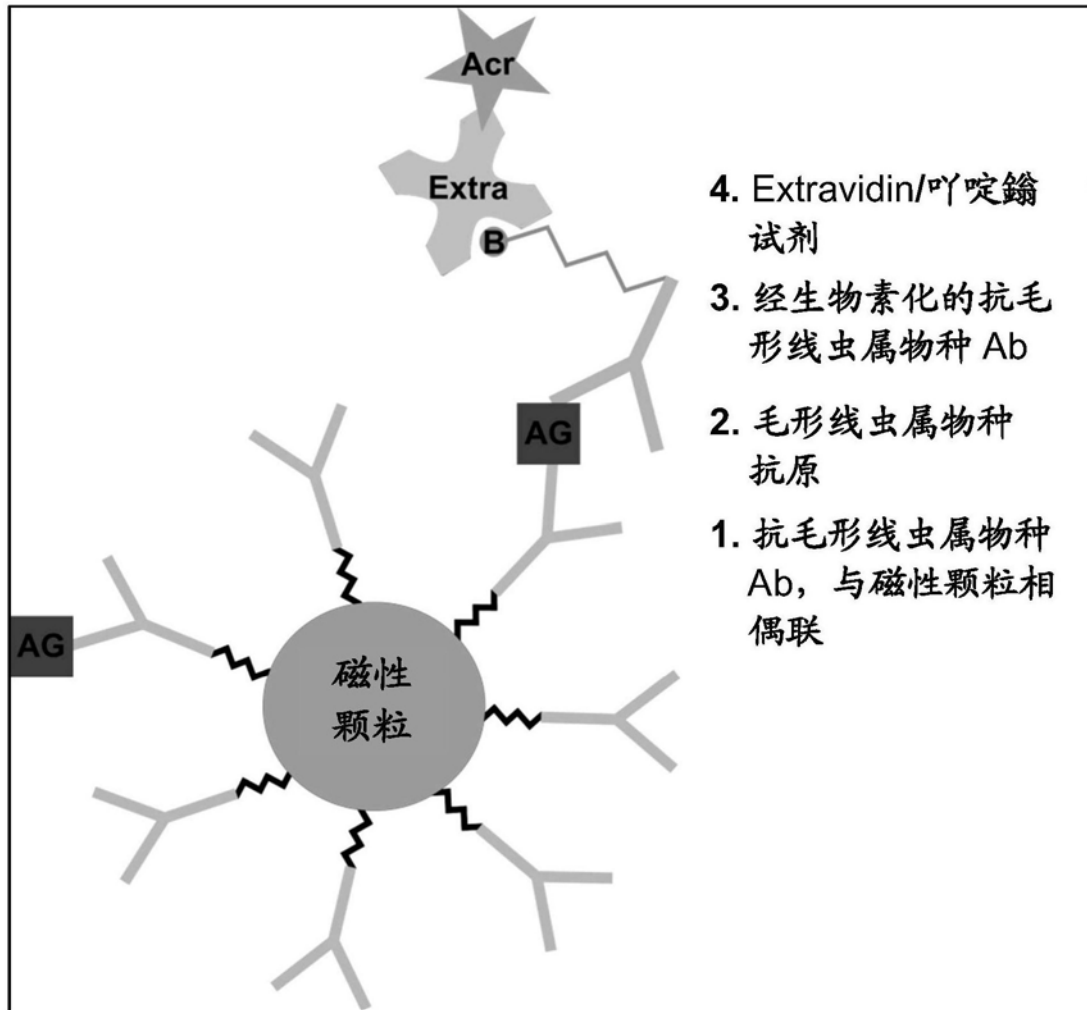 Acr
Extra
B
4. Extravidin/吖啶鎓
试剂
3. 经生物素化的抗毛
形线虫属物种 Ab
AG
2. 毛形线虫属物种
抗原
1. 抗毛形线虫属物种
Ab，与磁性颗粒相
偶联
AG
磁性
颗粒